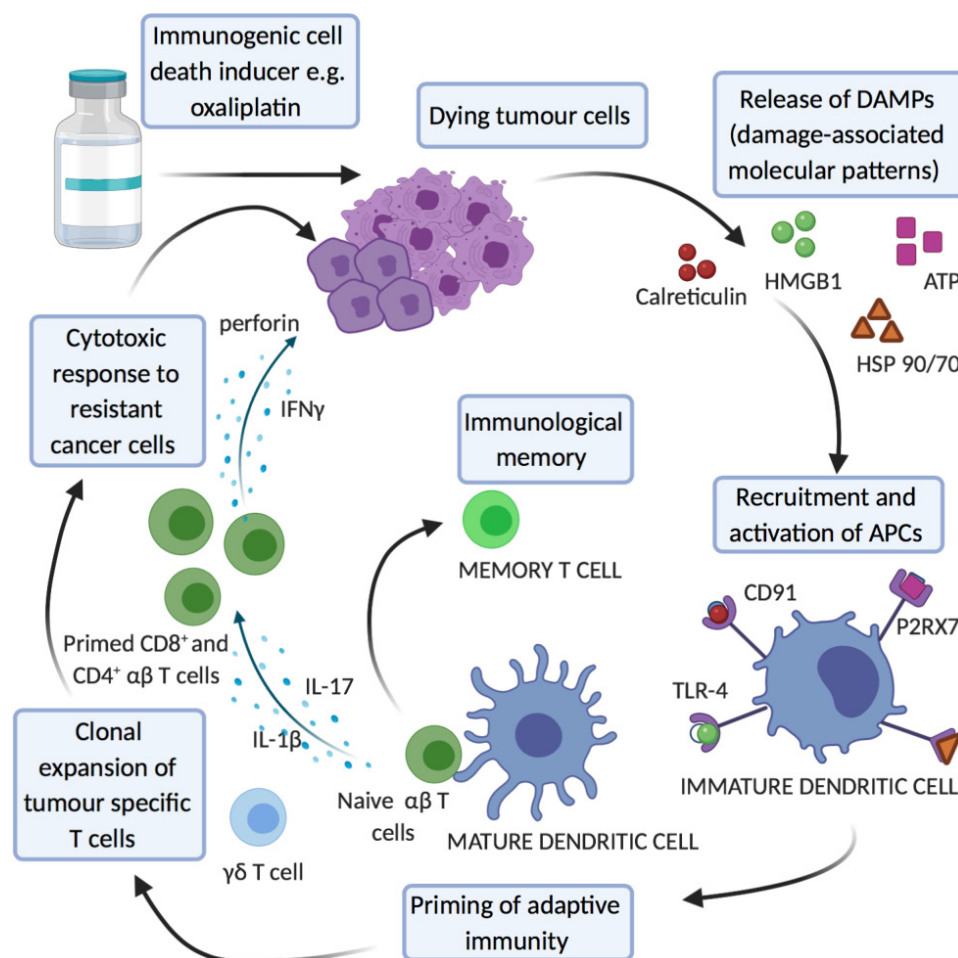 Immunogenic cell
death inducer e.g.
oxaliplatin
Dying tumour cells
Release of DAMPs
(damage-associated
molecular patterns)
Calreticulin
HMGB1
ATP
HSP 90/70
Recruitment and
activation of APCs
CD91
P2RX7
TLR-4
IMMATURE DENDRITIC CELL
Priming of adaptive
immunity
MATURE DENDRITIC CELL
Naive αβ T
cells
Immunological
memory
MEMORY T CELL
γδ T cell
IL-17
IL-1β
Clonal
expansion of
tumour specific
T cells
Primed CD8⁺ and
CD4⁺ αβ T cells
Cytotoxic
response to
resistant
cancer cells
perforin
IFNγ